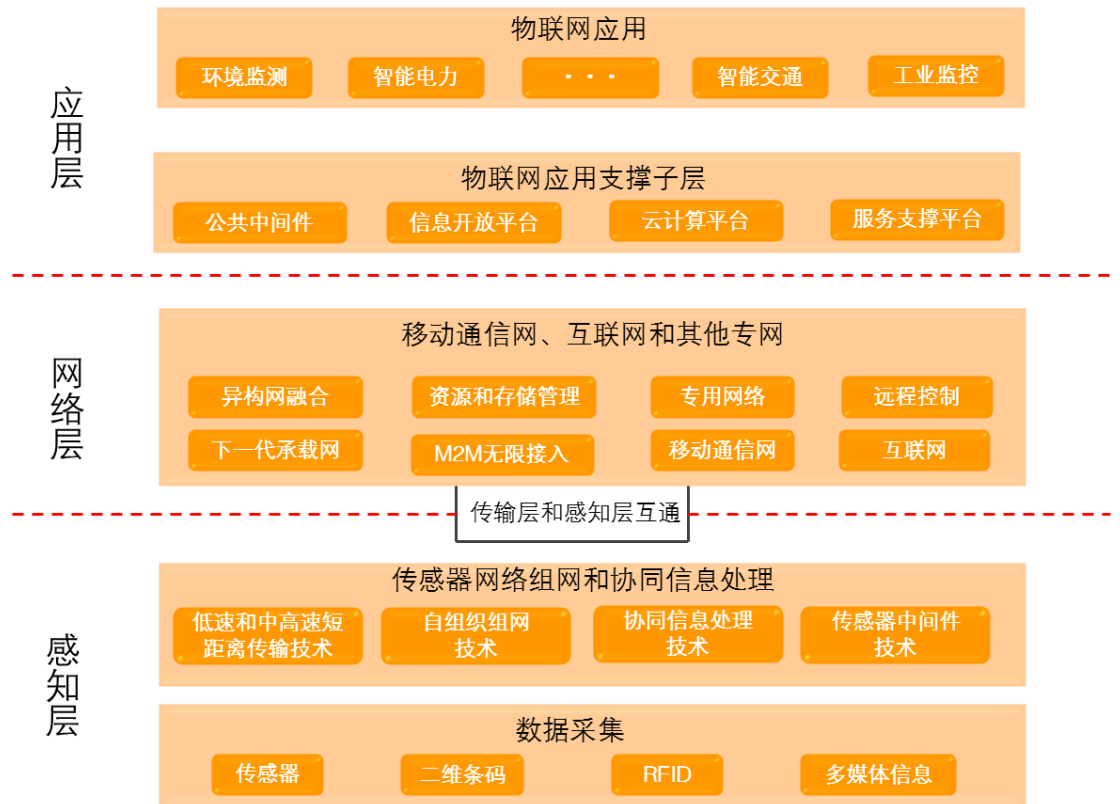 物联网应用
环境监测
智能电力
···
智能交通
工业监控
应用层
物联网应用支撑子层
公共中间件
信息开放平台
云计算平台
服务支撑平台
移动通信网、互联网和其他专网
网络层
异构网融合
资源和存储管理
专用网络
远程控制
下一代承载网
M2M无限接入
移动通信网
互联网
传输层和感知层互通
传感器网络组网和协同信息处理
感知层
低速和中高速短
距离传输技术
自组织组网
技术
协同信息处理
技术
传感器中间件
技术
数据采集
传感器
二维条码
RFID
多媒体信息